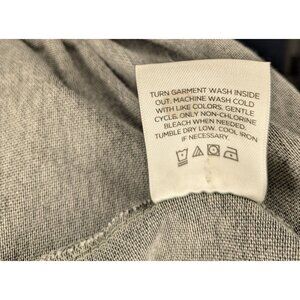 TURN GARMENT WASH INSIDE
OUT. MACHINE WASH COLD
WITH LIKE COLORS, GENTLE
CYCLE, ONLY NON-CHLORINE
BLEACH WHEN NEEDED.
TUMBLE DRY LOW. COOL IRON
IF NECESSARY.